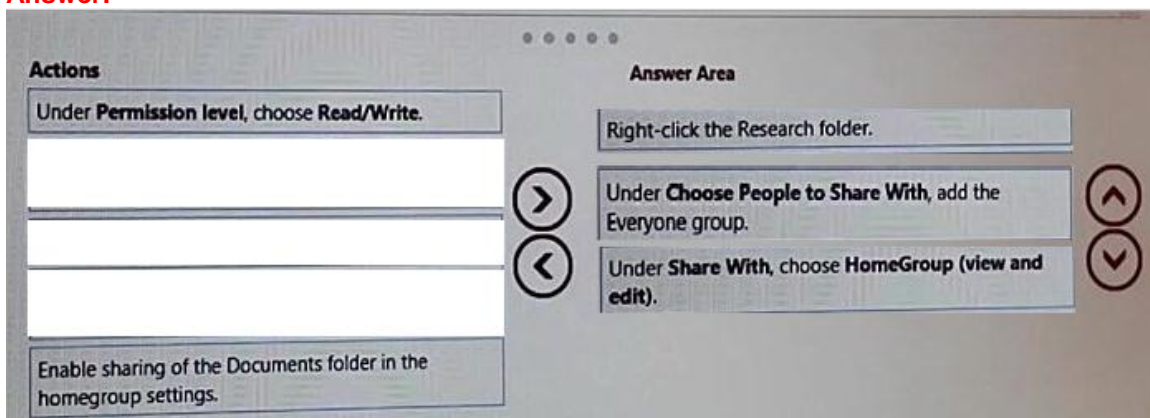 Actions
Answer Area
Under Permission level, choose Read/Write.
Enable sharing of the Documents folder in the
homegroup settings.
Right-click the Research folder.
Under Choose People to Share With, add the
Everyone group.
Under Share With, choose HomeGroup (view and
edit).